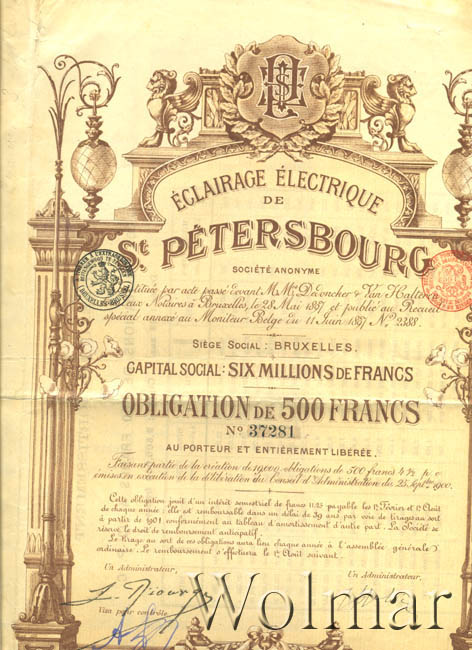 ÉCLAIRAGE ÉLECTRIQUE
DE
St PÉTERSBOURG
SOCIÉTÉ ANONYME
Constituée par acte passé devant M. Mes De Doncker & Van Halteren
Notaires à Bruxelles, le 28 Mai 1897 et publié au Recueil
spécial annexé au Moniteur Belge du 11 Juin 1897 No 2388.
SIÈGE SOCIAL : BRUXELLES.
CAPITAL SOCIAL : SIX MILLIONS DE FRANCS
OBLIGATION DE 500 FRANCS
No 37281
AU PORTEUR ET ENTIÈREMENT LIBÉRÉE.
Faisant partie de la création de obligations de 500 francs 4½ p%
émises en exécution de la délibération du Conseil d'Administration du 25 Septbre 1900.
Cette obligation jouit d'un intérêt semestriel de francs 11.25 payable les 1er Février et 1er Août
de chaque année : elle est remboursable dans un délai de 39 ans, par voie de tirages au sort
à partir de 1901, conformément au tableau d'amortissement d'autre part. La Société se
réserve le droit de remboursement anticipatif.
Le tirage au sort de ces obligations aura lieu chaque année à l'assemblée générale
ordinaire. Le remboursement s'effectuera le 1er Août suivant.
Un Administrateur,
Un Administrateur,
Visa pour contrôle
Wolmar